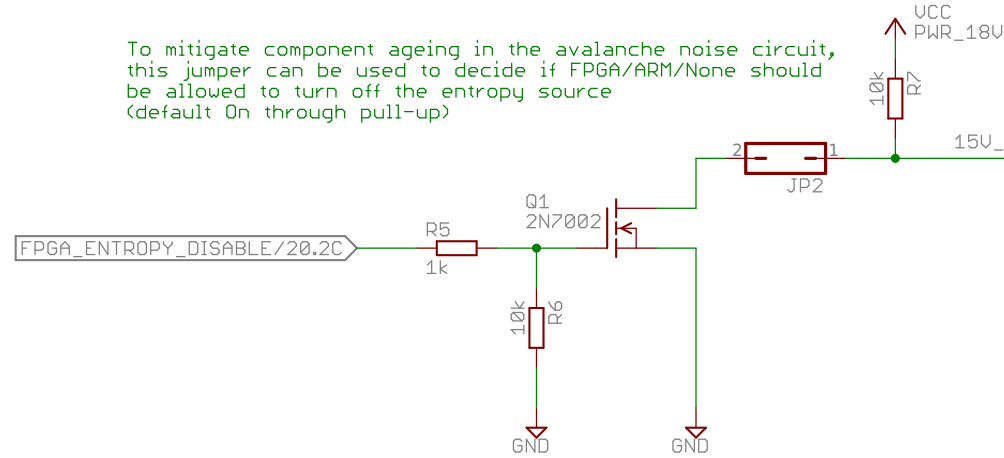 To mitigate component ageing in the avalanche noise circuit,
this jumper can be used to decide if FPGA/ARM/None should
be allowed to turn off the entropy source
(default On through pull-up)
VCC
PWR_18V
10k
R7
15V_
2
1
JP2
Q1
2N7002
R5
1k
FPGA_ENTROPY_DISABLE/20.2C
10k
R6
GND
GND